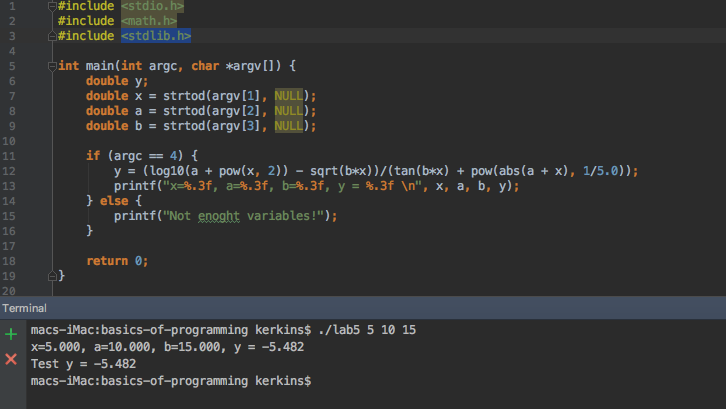 1 #include <stdio.h>
2 #include <math.h>
3 #include <stdlib.h>
4
5 int main(int argc, char *argv[]) {
6 double y;
7 double x = strtod(argv[1], NULL);
8 double a = strtod(argv[2], NULL);
9 double b = strtod(argv[3], NULL);
10
11 if (argc == 4) {
12 y = (log10(a + pow(x, 2)) - sqrt(b*x))/(tan(b*x) + pow(abs(a + x), 1/5.0));
13 printf("x=%.3f, a=%.3f, b=%.3f, y = %.3f \n", x, a, b, y);
14 } else {
15 printf("Not enoght variables!");
16 }
17
18 return 0;
19 }
20
Terminal
macs-iMac:basics-of-programming kerkins$ ./lab5 5 10 15
x=5.000, a=10.000, b=15.000, y = -5.482
Test y = -5.482
macs-iMac:basics-of-programming kerkins$